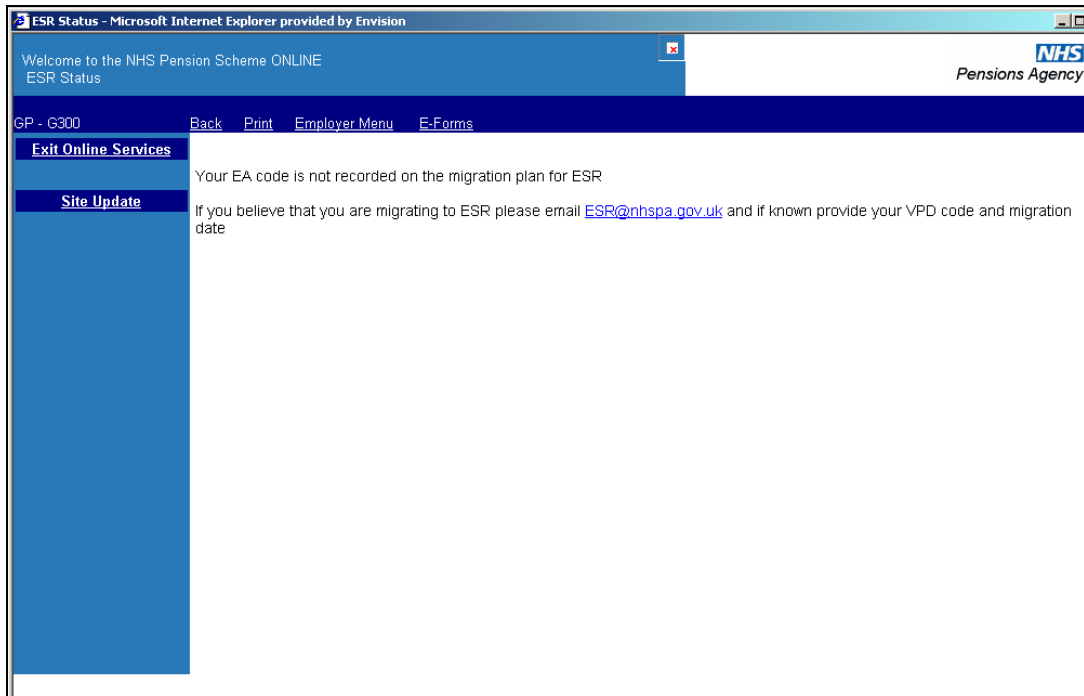 ESR Status - Microsoft Internet Explorer provided by Envision
Welcome to the NHS Pension Scheme ONLINE
ESR Status
NHS
Pensions Agency
GP - G300 Back Print Employer Menu E-Forms
Exit Online Services
Your EA code is not recorded on the migration plan for ESR
Site Update
If you believe that you are migrating to ESR please email ESR@nhspa.gov.uk and if known provide your VPD code and migration
date